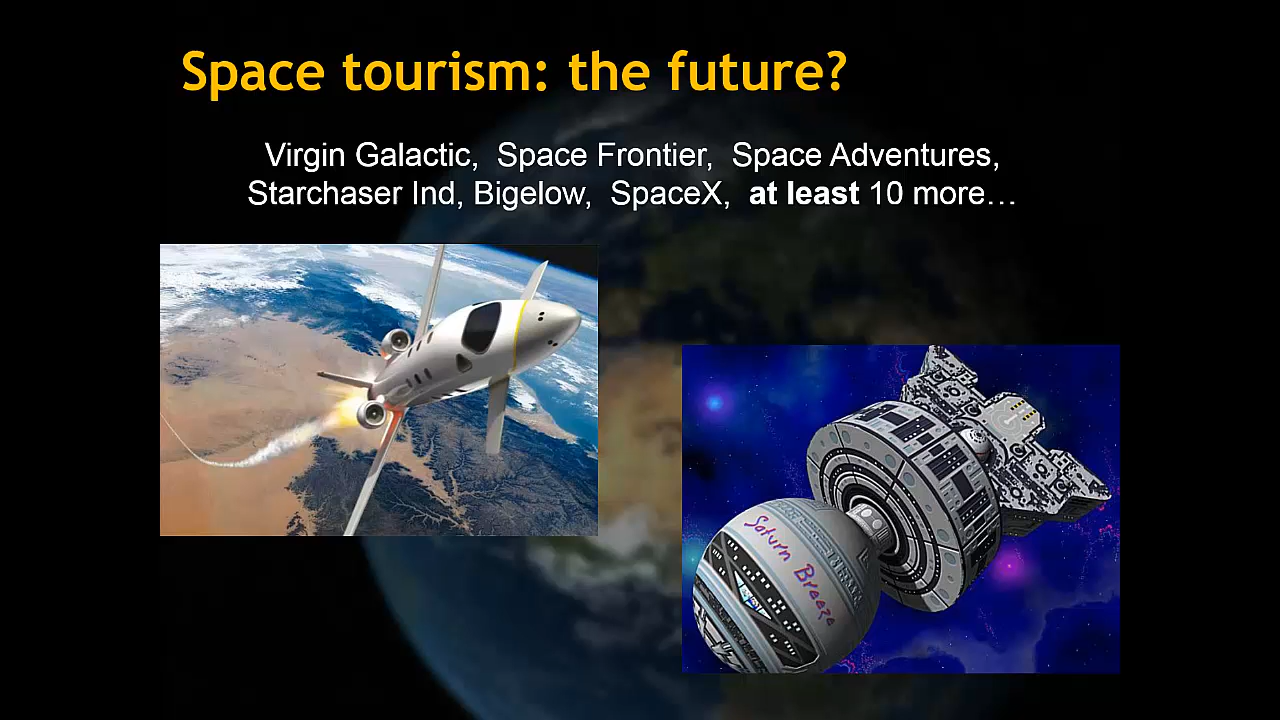 Space tourism: the future?
Virgin Galactic, Space Frontier, Space Adventures,
Starchaser Ind, Bigelow, SpaceX, at least 10 more…
Saturn Breeze